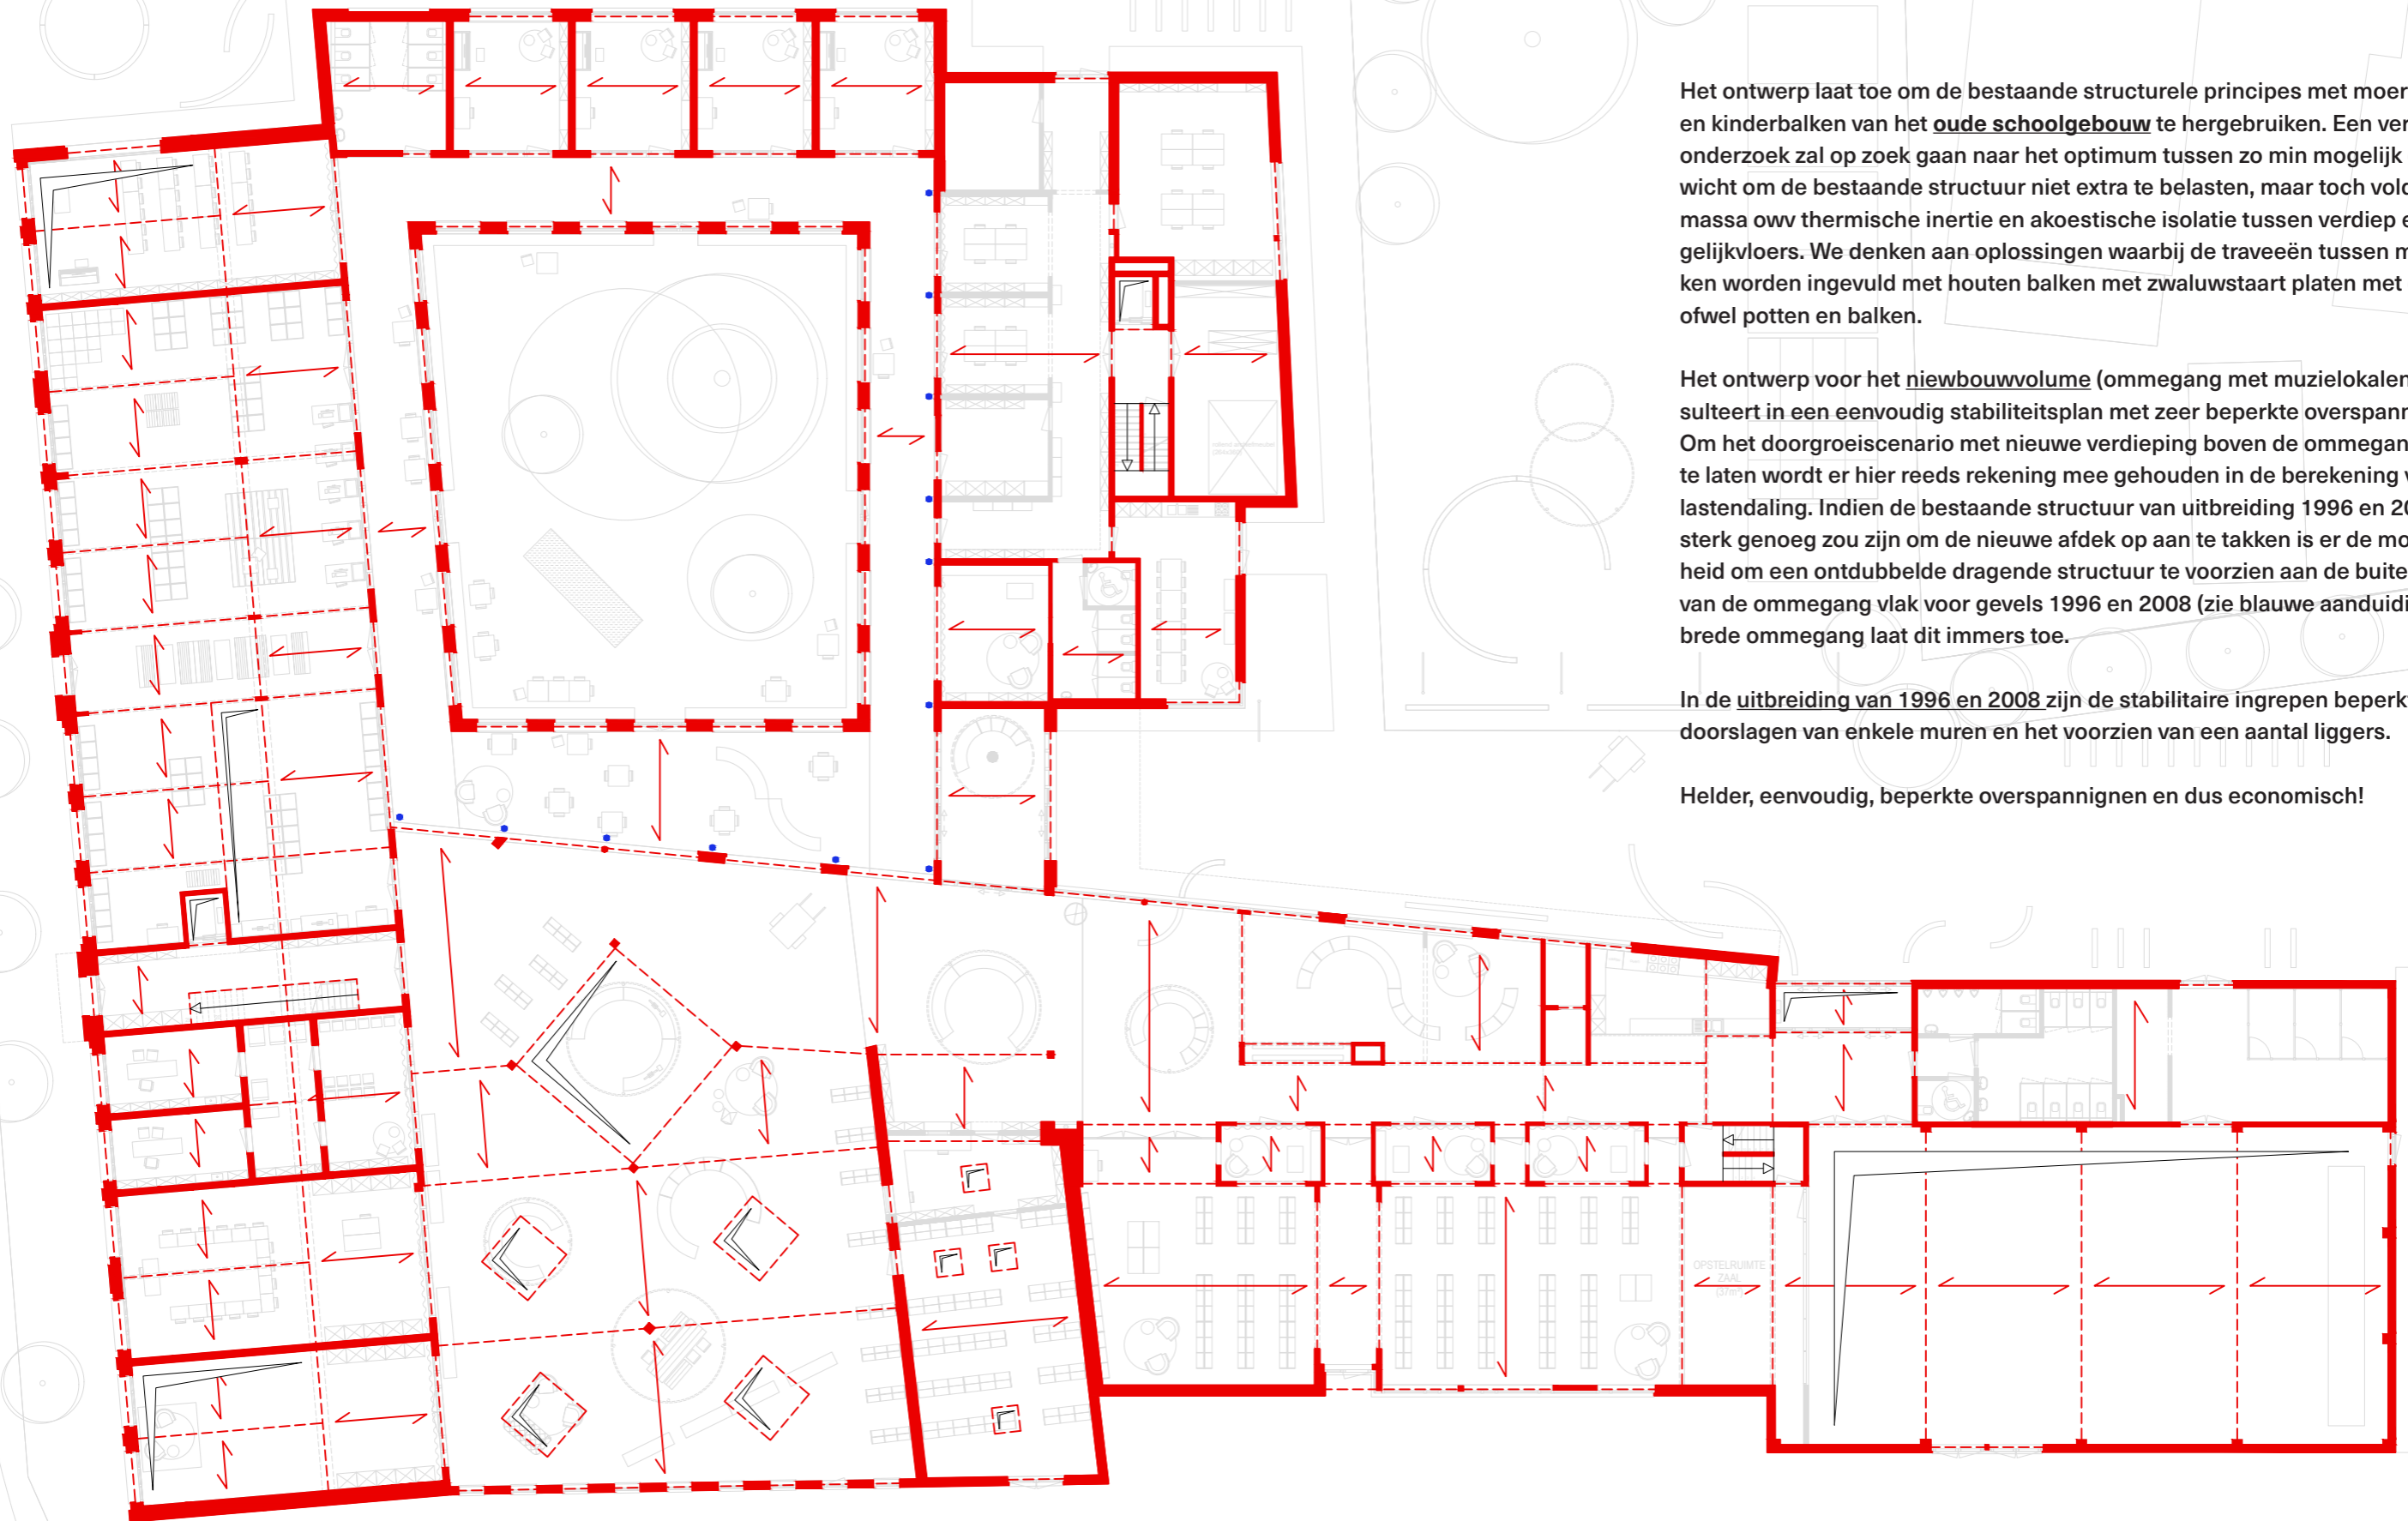 Het ontwerp laat toe om de bestaande structurele principes met moer
en kinderbalken van het oude schoolgebouw te hergebruiken. Een ver
onderzoek zal op zoek gaan naar het optimum tussen zo min mogelijk
wicht om de bestaande structuur niet extra te belasten, maar toch vold
massa owv thermische inertie en akoestische isolatie tussen verdiep e
gelijkvloers. We denken aan oplossingen waarbij de traveeën tussen m
ken worden ingevuld met houten balken met zwaluwstaart platen met
ofwel potten en balken.
Het ontwerp voor het niewbouwvolume (ommegang met muzielokalen
sulteert in een eenvoudig stabiliteitsplan met zeer beperkte overspann
Om het doorgroeiscenario met nieuwe verdieping boven de ommegan
te laten wordt er hier reeds rekening mee gehouden in de berekening v
lastendaling. Indien de bestaande structuur van uitbreiding 1996 en 20
sterk genoeg zou zijn om de nieuwe afdek op aan te takken is er de mo
heid om een ontdubbelde dragende structuur te voorzien aan de buite
van de ommegang vlak voor gevels 1996 en 2008 (zie blauwe aanduidi
brede ommegang laat dit immers toe.
In de uitbreiding van 1996 en 2008 zijn de stabilitaire ingrepen beperk
doorslagen van enkele muren en het voorzien van een aantal liggers.
Helder, eenvoudig, beperkte overspannignen en dus economisch!
OPSTELRUIMTE
ZAAL
(37m²)